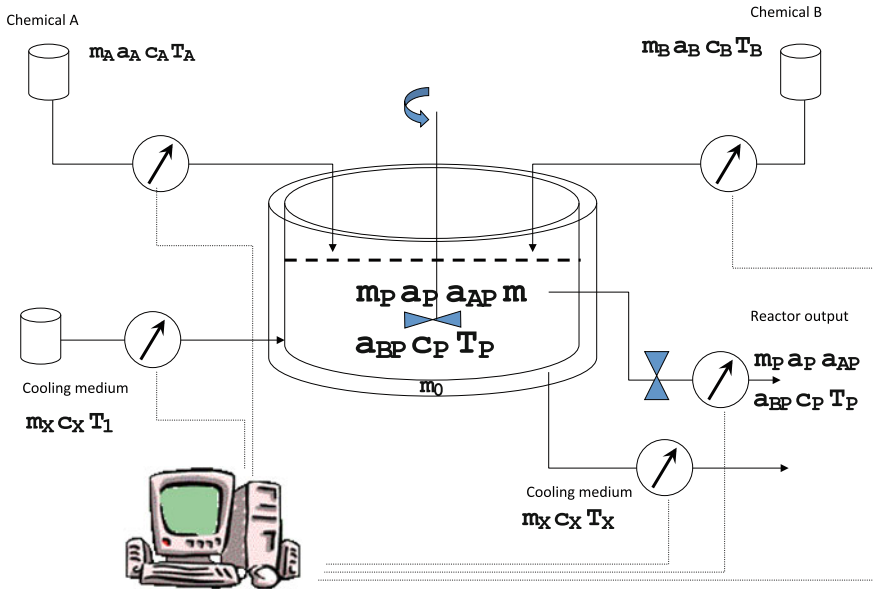 Chemical A
mA aA cA TA
Chemical B
mB aB cB TB
mP aP aAP m
aBP cP TP
m0
Cooling medium
mX cX T1
Reactor output
mP aP aAP
aBP cP TP
Cooling medium
mX cX TX